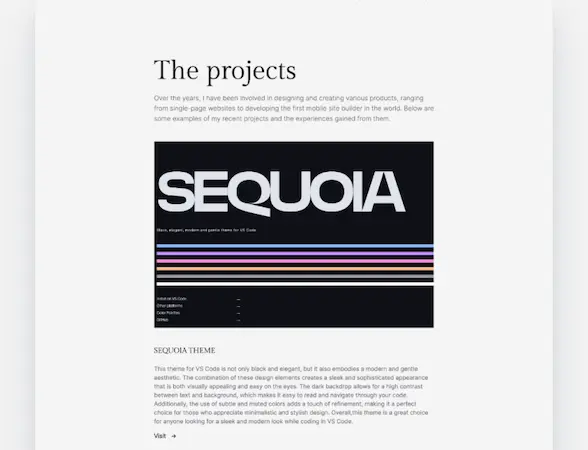 The projects
Over the years, I have been involved in designing and creating various products, ranging
from single-page websites to developing the first mobile site builder in the world. Below are
some examples of my recent projects and the experiences gained from them.
SEQUOIA
Black, elegant, modern and gentle theme for VS Code
Install on VS Code
Other platforms
Color Palettes
GitHub
SEQUOIA THEME
This theme for VS Code is not only black and elegant, but it also embodies a modern and gentle
aesthetic. The combination of these design elements creates a sleek and sophisticated appearance
that is both visually appealing and easy on the eyes. The dark backdrop allows for a high contrast
between text and background, which makes it easy to read and navigate through your code.
Additionally, the use of subtle and muted colors adds a touch of refinement, making it a perfect
choice for those who appreciate minimalistic and stylish design. Overall,this theme is a great choice
for anyone looking for a sleek and modern look while coding in VS Code.
Visit →